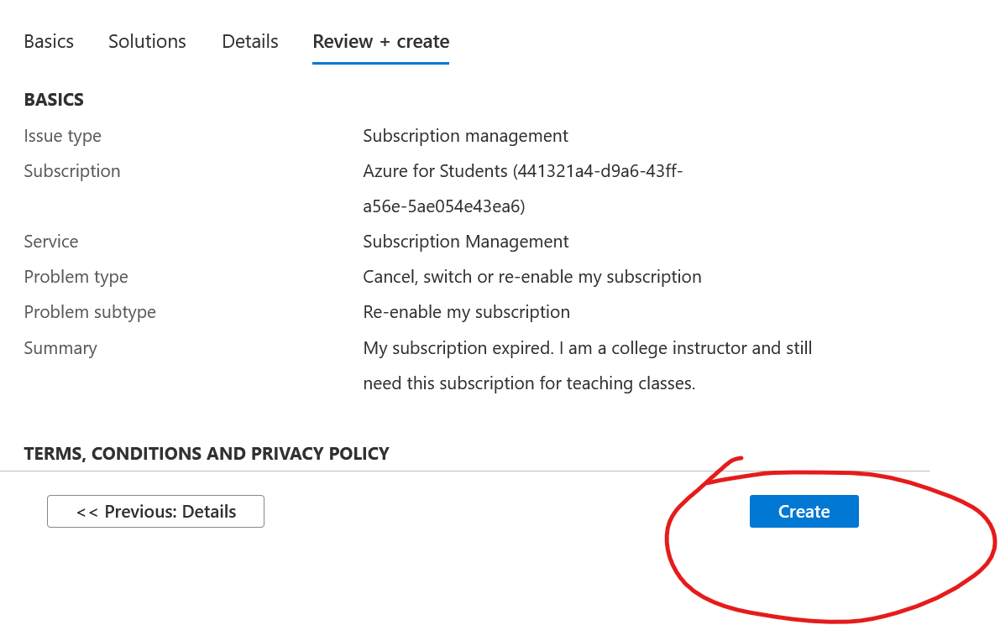 Basics Solutions Details Review + create
BASICS
Issue type Subscription management
Subscription Azure for Students (441321a4-d9a6-43ff-
a56e-5ae054e43ea6)
Service Subscription Management
Problem type Cancel, switch or re-enable my subscription
Problem subtype Re-enable my subscription
Summary My subscription expired. I am a college instructor and still
need this subscription for teaching classes.
TERMS, CONDITIONS AND PRIVACY POLICY
<< Previous: Details Create